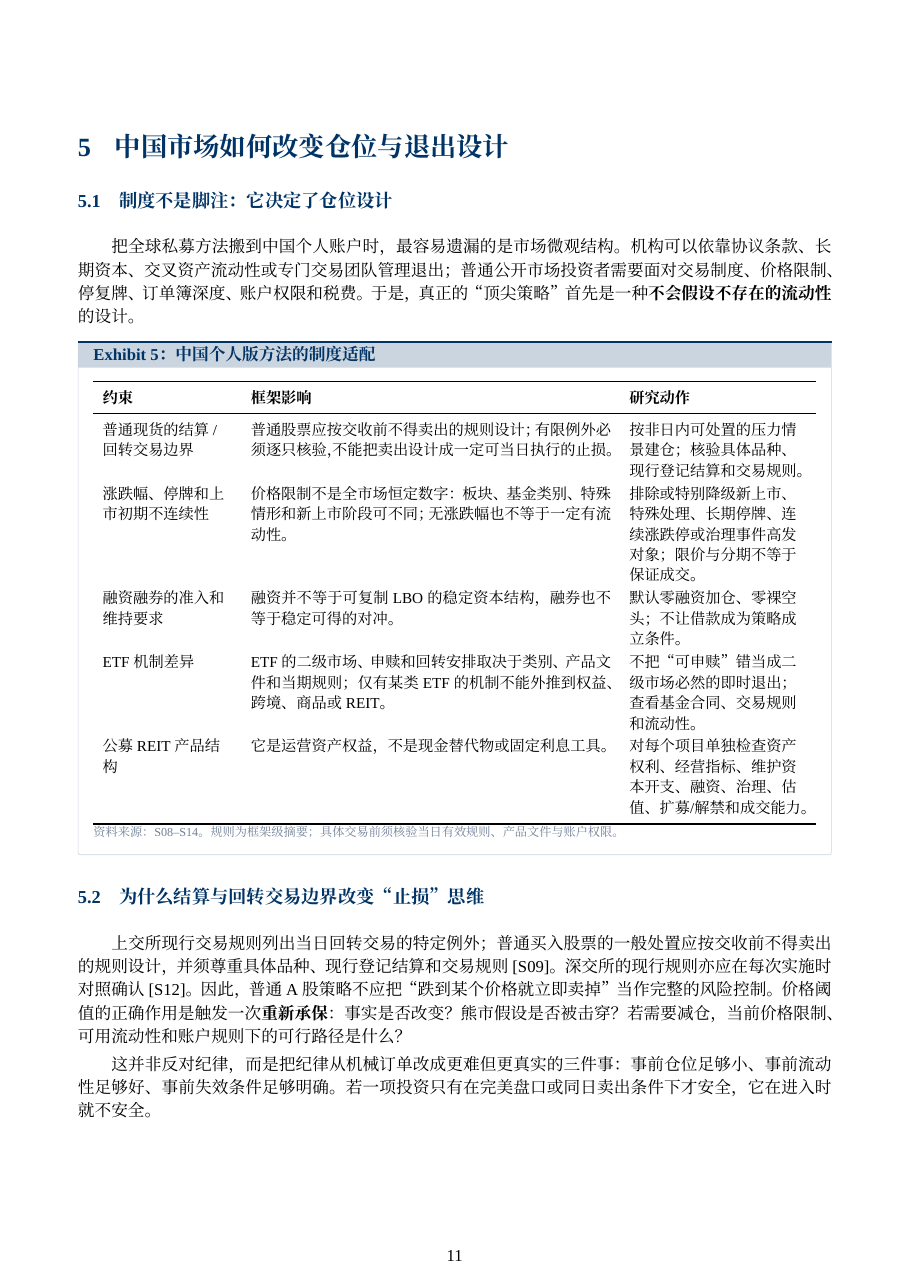 5 中国市场如何改变仓位与退出设计
5.1 制度不是脚注：它决定了仓位设计
把全球私募方法搬到中国个人账户时，最容易遗漏的是市场微观结构。机构可以依靠协议条款、长
期资本、交叉资产流动性或专门交易团队管理退出；普通公开市场投资者需要面对交易制度、价格限制、
停复牌、订单簿深度、账户权限和税费。于是，真正的“顶尖策略”首先是一种不会假设不存在的流动性
的设计。
Exhibit 5：中国个人版方法的制度适配
约束 框架影响 研究动作
普通现货的结算 / 普通股票应按交收前不得卖出的规则设计；有限例外必 按非日内可处置的压力情
回转交易边界 须逐只核验,不能把卖出设计成一定可当日执行的止损。 景建仓；核验具体品种、
现行登记结算和交易规则。
涨跌幅、停牌和上 价格限制不是全市场恒定数字：板块、基金类别、特殊 排除或特别降级新上市、
市初期不连续性 情形和新上市阶段可不同；无涨跌幅也不等于一定有流 特殊处理、长期停牌、连
动性。 续涨跌停或治理事件高发
对象；限价与分期不等于
保证成交。
融资融券的准入和 融资并不等于可复制 LBO 的稳定资本结构，融券也不 默认零融资加仓、零裸空
维持要求 等于稳定可得的对冲。 头；不让借款成为策略成
立条件。
ETF 机制差异 ETF 的二级市场、申赎和回转安排取决于类别、产品文 不把“可申赎”错当成二
件和当期规则；仅有某类 ETF 的机制不能外推到权益、 级市场必然的即时退出；
跨境、商品或 REIT。 查看基金合同、交易规则
和流动性。
公募 REIT 产品结 它是运营资产权益，不是现金替代物或固定利息工具。 对每个项目单独检查资产
构 权利、经营指标、维护资
本开支、融资、治理、估
值、扩募/解禁和成交能力。
资料来源：S08–S14。规则为框架级摘要；具体交易前须核验当日有效规则、产品文件与账户权限。
5.2 为什么结算与回转交易边界改变“止损”思维
上交所现行交易规则列出当日回转交易的特定例外；普通买入股票的一般处置应按交收前不得卖出
的规则设计，并须尊重具体品种、现行登记结算和交易规则 [S09]。深交所的现行规则亦应在每次实施时
对照确认 [S12]。因此，普通 A 股策略不应把“跌到某个价格就立即卖掉”当作完整的风险控制。价格阈
值的正确作用是触发一次重新承保：事实是否改变？熊市假设是否被击穿？若需要减仓，当前价格限制、
可用流动性和账户规则下的可行路径是什么？
这并非反对纪律，而是把纪律从机械订单改成更难但更真实的三件事：事前仓位足够小、事前流动
性足够好、事前失效条件足够明确。若一项投资只有在完美盘口或同日卖出条件下才安全，它在进入时
就不安全。
11